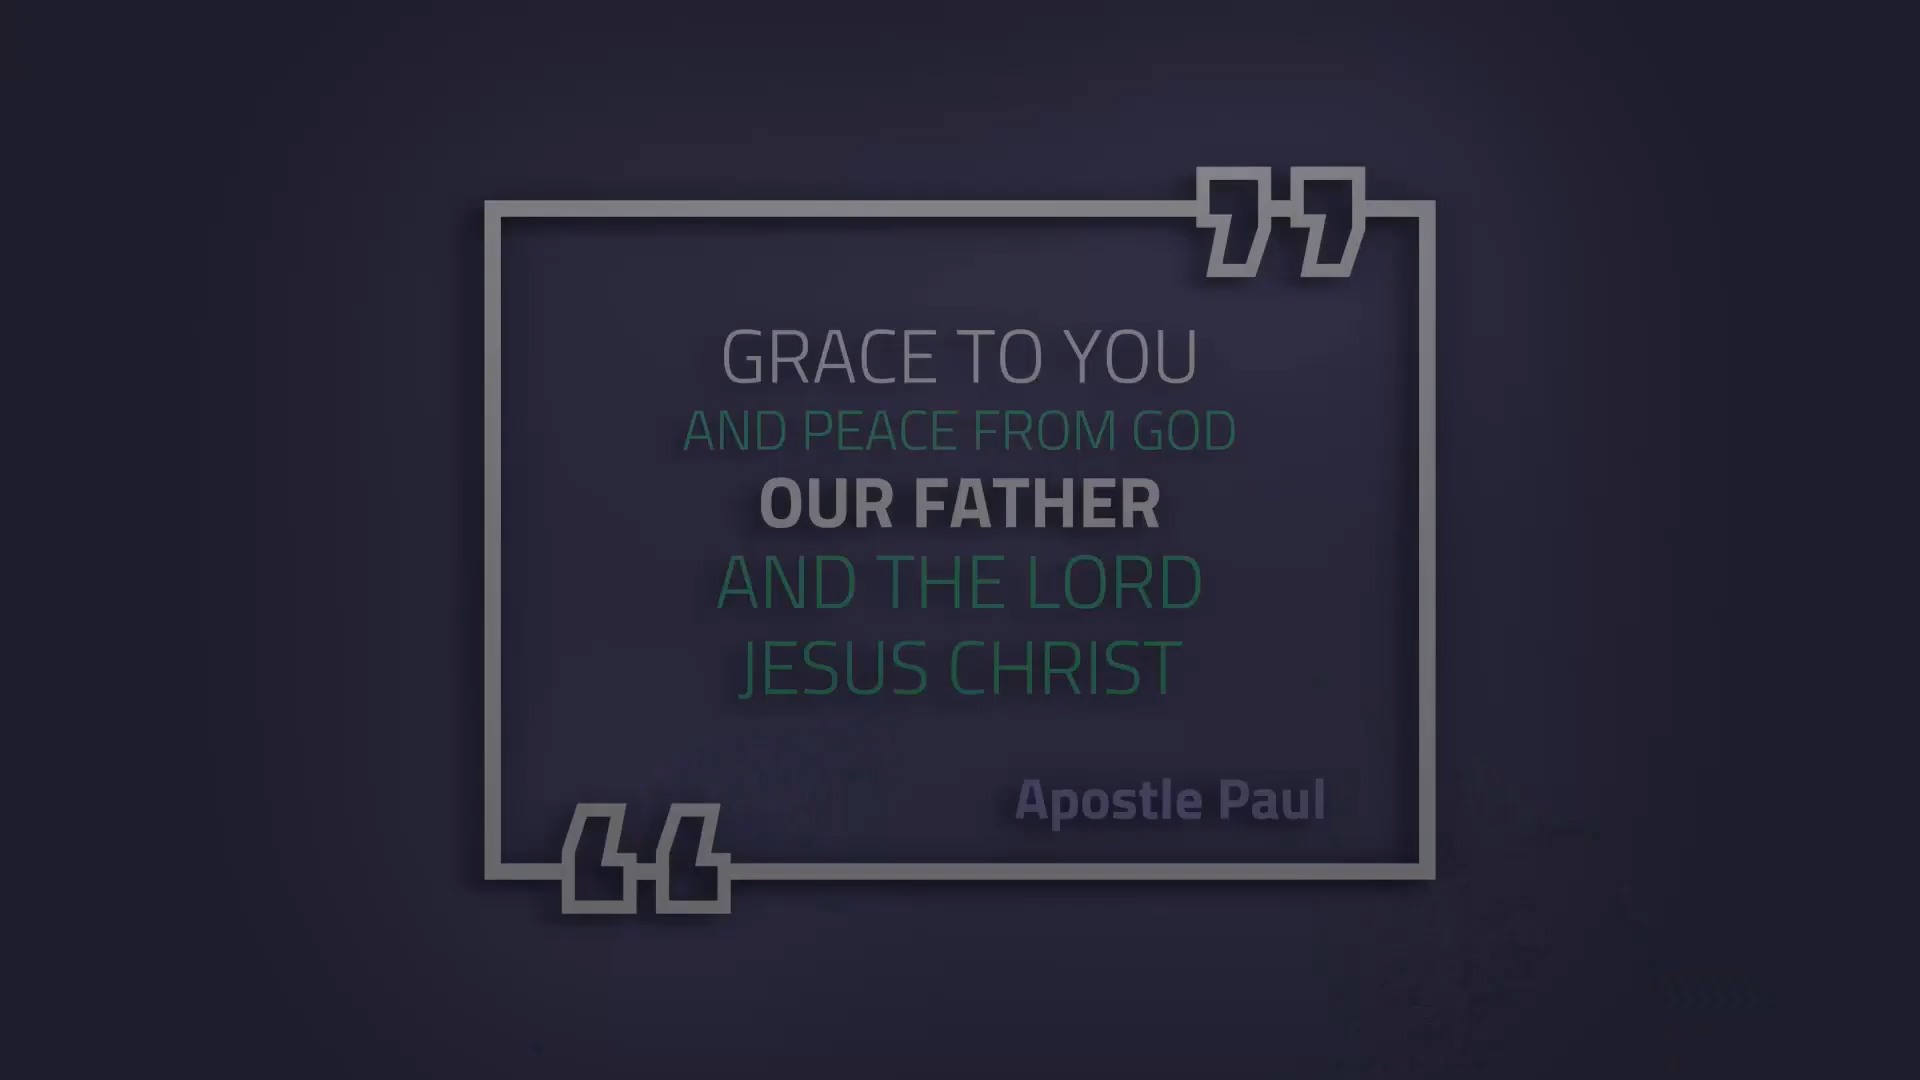 GRACE TO YOU
AND PEACE FROM GOD
OUR FATHER
AND THE LORD
JESUS CHRIST
Apostle Paul